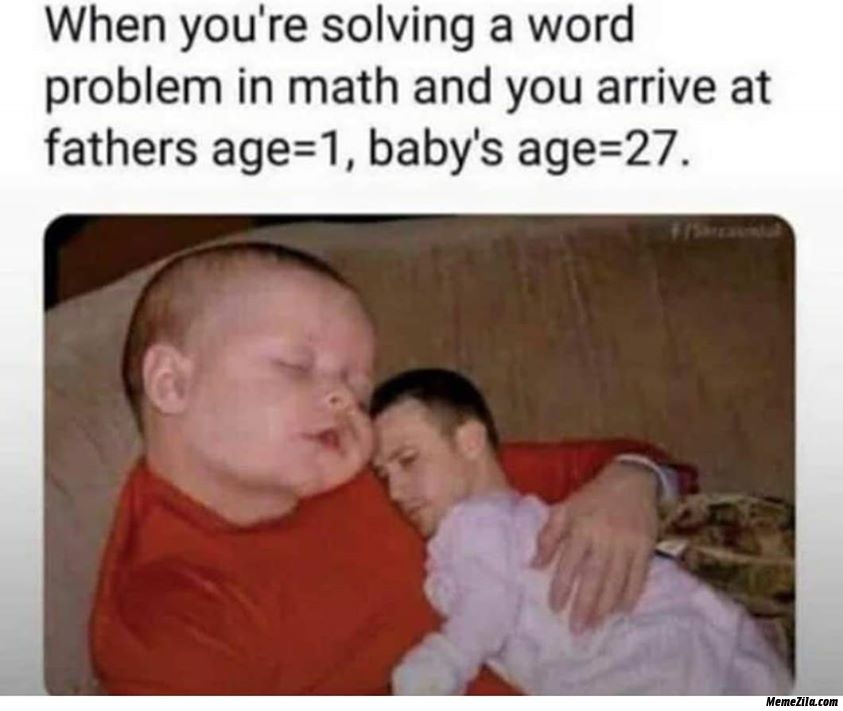 When you're solving a word
problem in math and you arrive at
fathers age=1, baby's age=27.
MemeZila.com